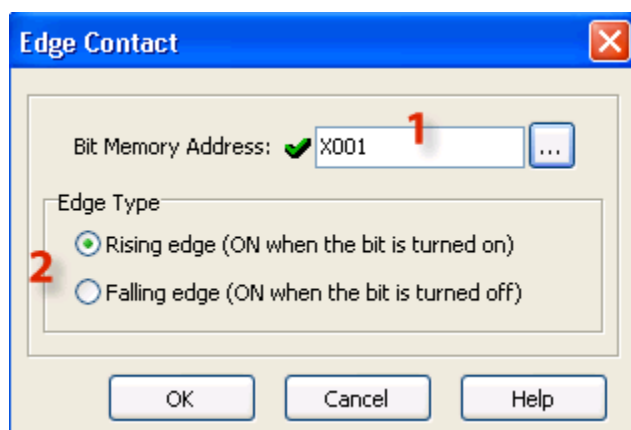 Edge Contact
Bit Memory Address: X001 1 ...
Edge Type
Rising edge (ON when the bit is turned on)
2
Falling edge (ON when the bit is turned off)
OK Cancel Help